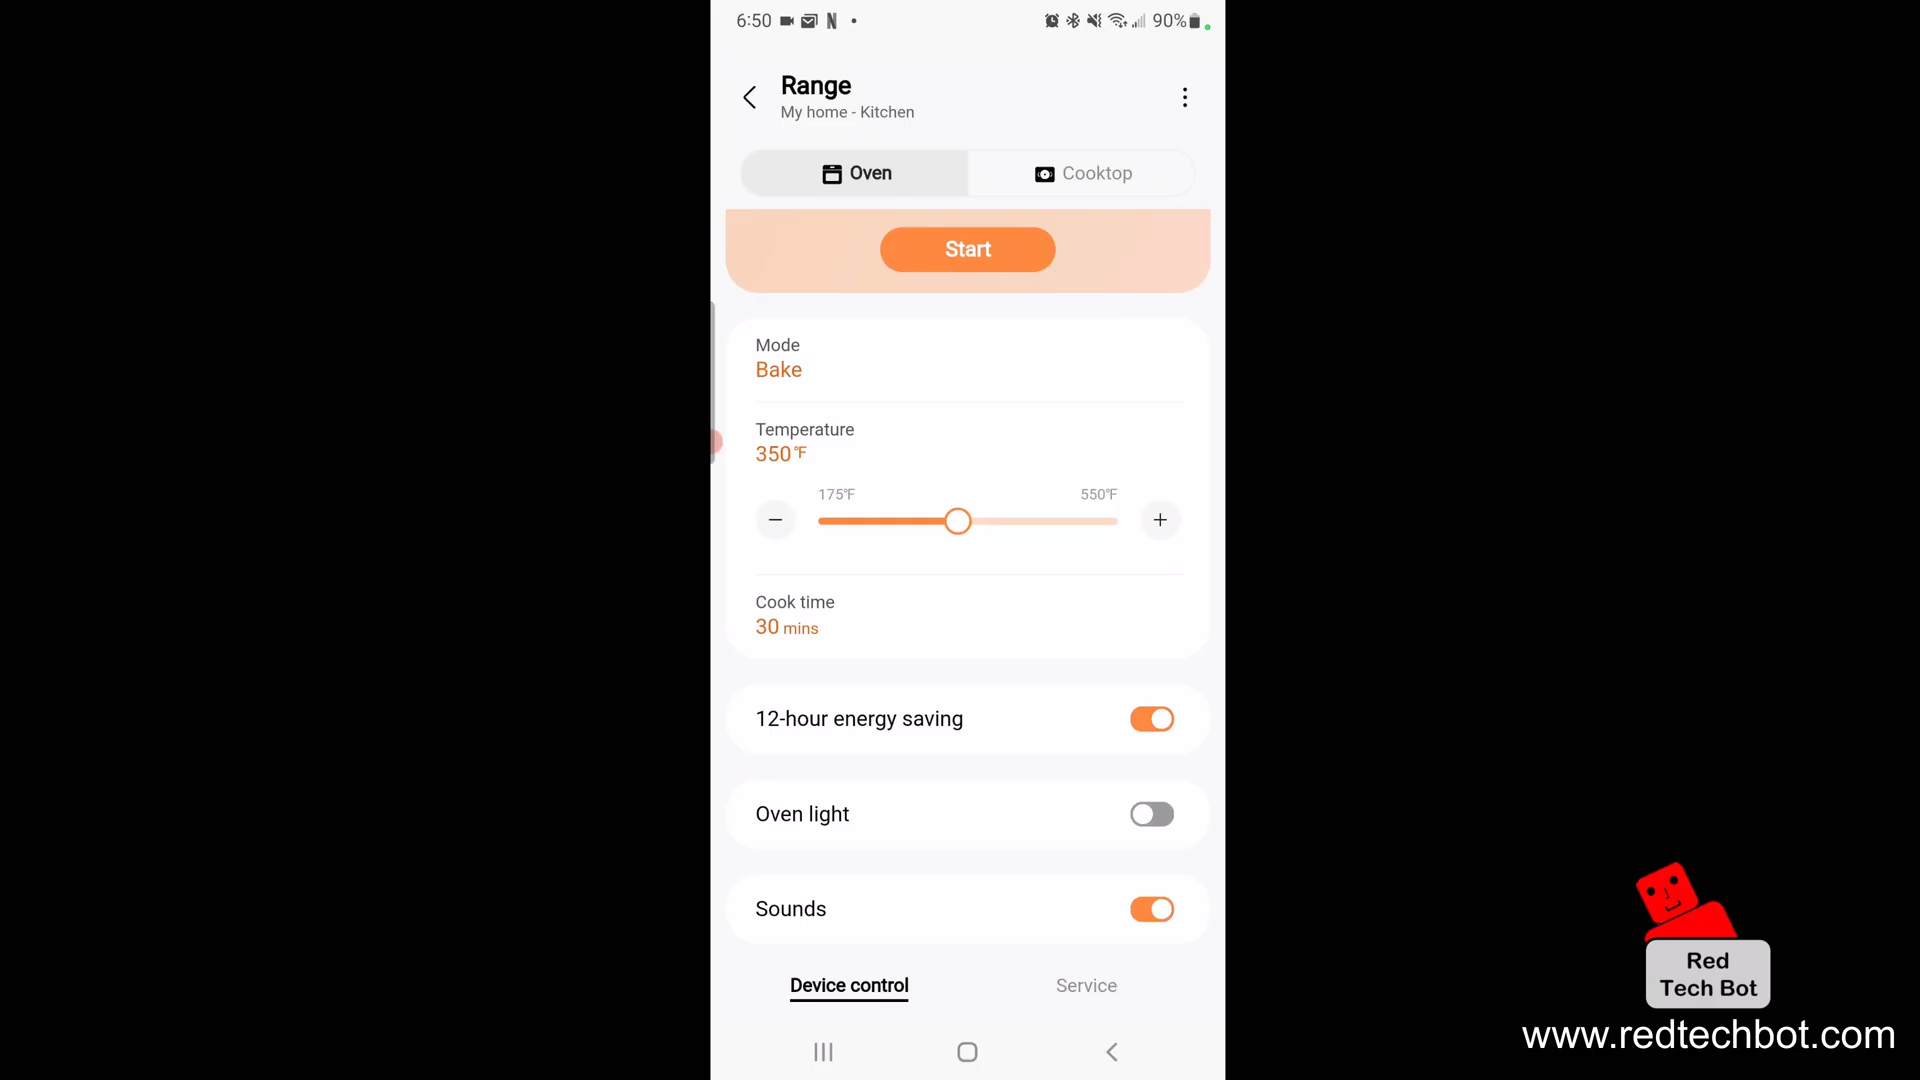 6:50
90%
Range
My home - Kitchen
Oven
Cooktop
Start
Mode
Bake
Temperature
350°F
175°F
550°F
Cook time
30 mins
12-hour energy saving
Oven light
Sounds
Device control
Service
Red
Tech Bot
www.redtechbot.com